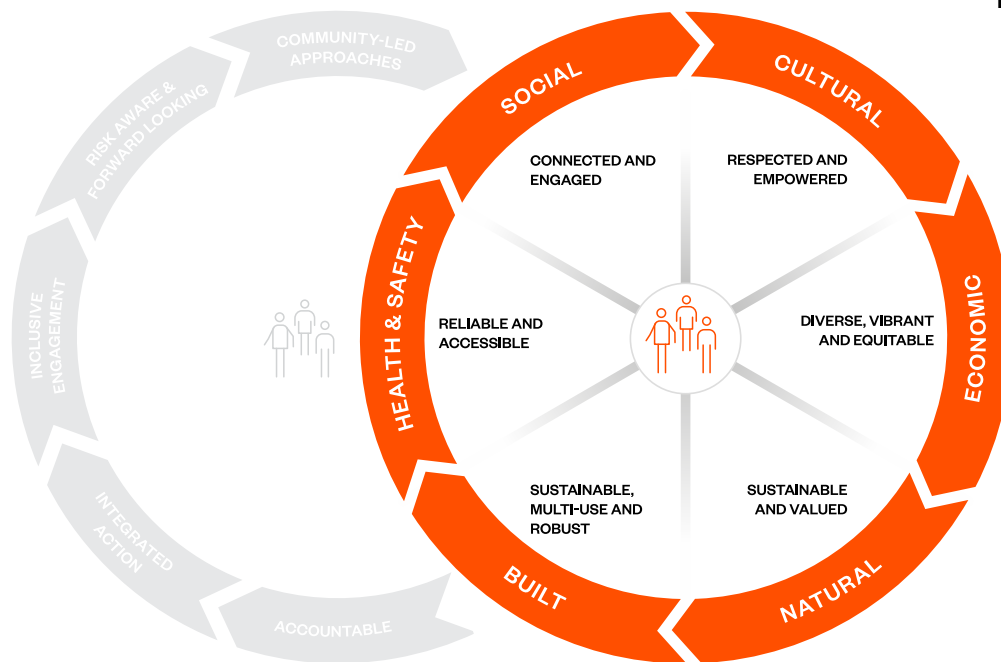 COMMUNITY-LED
APPROACHES
RISK AWARE &
FORWARD LOOKING
INCLUSIVE
ENGAGEMENT
INTEGRATED
ACTION
ACCOUNTABLE
SOCIAL
CONNECTED AND
ENGAGED
CULTURAL
RESPECTED AND
EMPOWERED
ECONOMIC
DIVERSE, VIBRANT
AND EQUITABLE
NATURAL
SUSTAINABLE
AND VALUED
BUILT
SUSTAINABLE,
MULTI-USE AND
ROBUST
HEALTH & SAFETY
RELIABLE AND
ACCESSIBLE